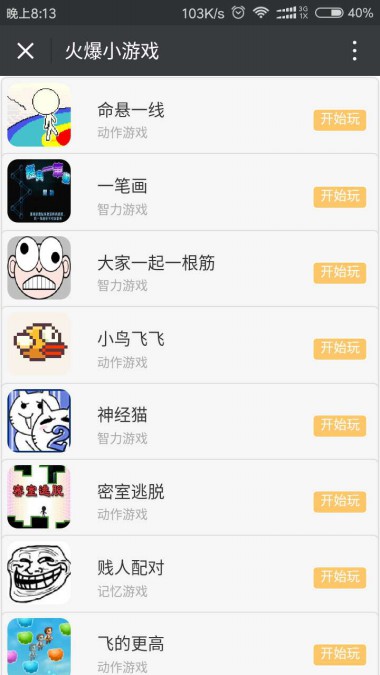 晚上8:13
103K/s
3G
1X
40%
火爆小游戏
命悬一线
动作游戏
开始玩
一笔画
智力游戏
开始玩
大家一起一根筋
智力游戏
开始玩
小鸟飞飞
动作游戏
开始玩
神经猫
智力游戏
开始玩
2
密室逃脱
密室逃脱
动作游戏
开始玩
贱人配对
记忆游戏
开始玩
飞的更高
动作游戏
开始玩